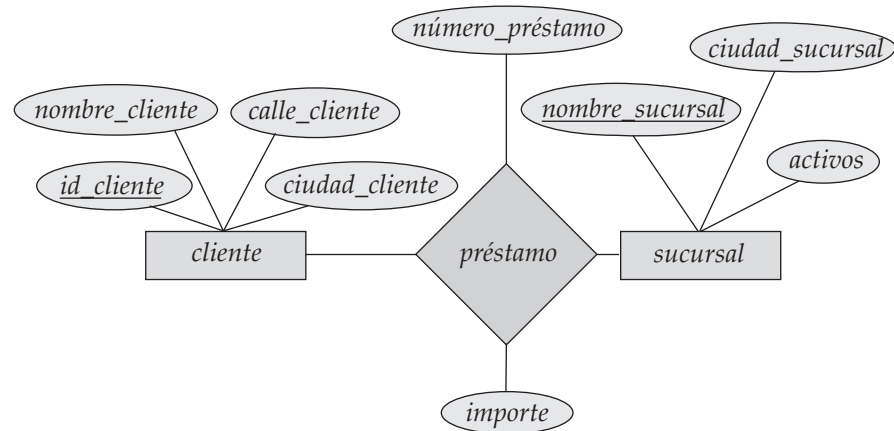 número_préstamo
ciudad_sucursal
nombre_cliente
calle_cliente
nombre_sucursal
id_cliente
ciudad_cliente
activos
cliente
préstamo
sucursal
importe